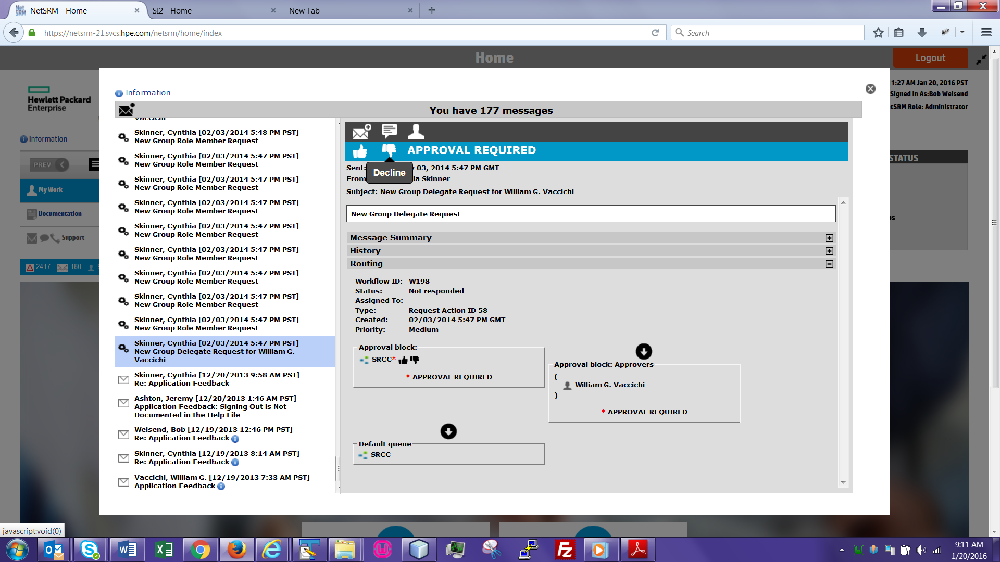 NetSRM - Home
SI2 - Home
New Tab
https://netsrm-21.svcs.hpe.com/netsrm/home/index
Search
Home
Logout
Hewlett Packard
Enterprise
1:27 AM Jan 20, 2016 PST
Signed In As:Bob Weisend
tSRM Role: Administrator
Information
PREV
My Work
Documentation
Support
2417
180
STATUS
Information
You have 177 messages
Vaccichi
Skinner, Cynthia [02/03/2014 5:48 PM PST]
New Group Role Member Request
Skinner, Cynthia [02/03/2014 5:47 PM PST]
New Group Role Member Request
Skinner, Cynthia [02/03/2014 5:47 PM PST]
New Group Role Member Request
Skinner, Cynthia [02/03/2014 5:47 PM PST]
New Group Role Member Request
Skinner, Cynthia [02/03/2014 5:47 PM PST]
New Group Role Member Request
Skinner, Cynthia [02/03/2014 5:47 PM PST]
New Group Role Member Request
Skinner, Cynthia [02/03/2014 5:47 PM PST]
New Group Role Member Request
Skinner, Cynthia [02/03/2014 5:47 PM PST]
New Group Role Member Request
Skinner, Cynthia [02/03/2014 5:47 PM PST]
New Group Role Member Request
Skinner, Cynthia [02/03/2014 5:47 PM PST]
New Group Delegate Request for William G.
Vaccichi
Skinner, Cynthia [12/20/2013 9:58 AM PST]
Re: Application Feedback
Ashton, Jeremy [12/20/2013 1:46 AM PST]
Application Feedback: Signing Out is Not
Documented in the Help File
Weisend, Bob [12/19/2013 12:46 PM PST]
Re: Application Feedback
Skinner, Cynthia [12/19/2013 8:14 AM PST]
Re: Application Feedback
Vaccichi, William G. [12/19/2013 7:33 AM PST]
Application Feedback
APPROVAL REQUIRED
Decline
Sent: y 03, 2014 5:47 PM GMT
From ia Skinner
Subject: New Group Delegate Request for William G. Vaccichi
New Group Delegate Request
Message Summary
History
Routing
Workflow ID: W198
Status: Not responded
Assigned To:
Type: Request Action ID 58
Created: 02/03/2014 5:47 PM GMT
Priority: Medium
Approval block:
SRCC*
* APPROVAL REQUIRED
Approval block: Approvers
(
William G. Vaccichi
)
* APPROVAL REQUIRED
Default queue
SRCC
javascript:void(0)
9:11 AM
1/20/2016